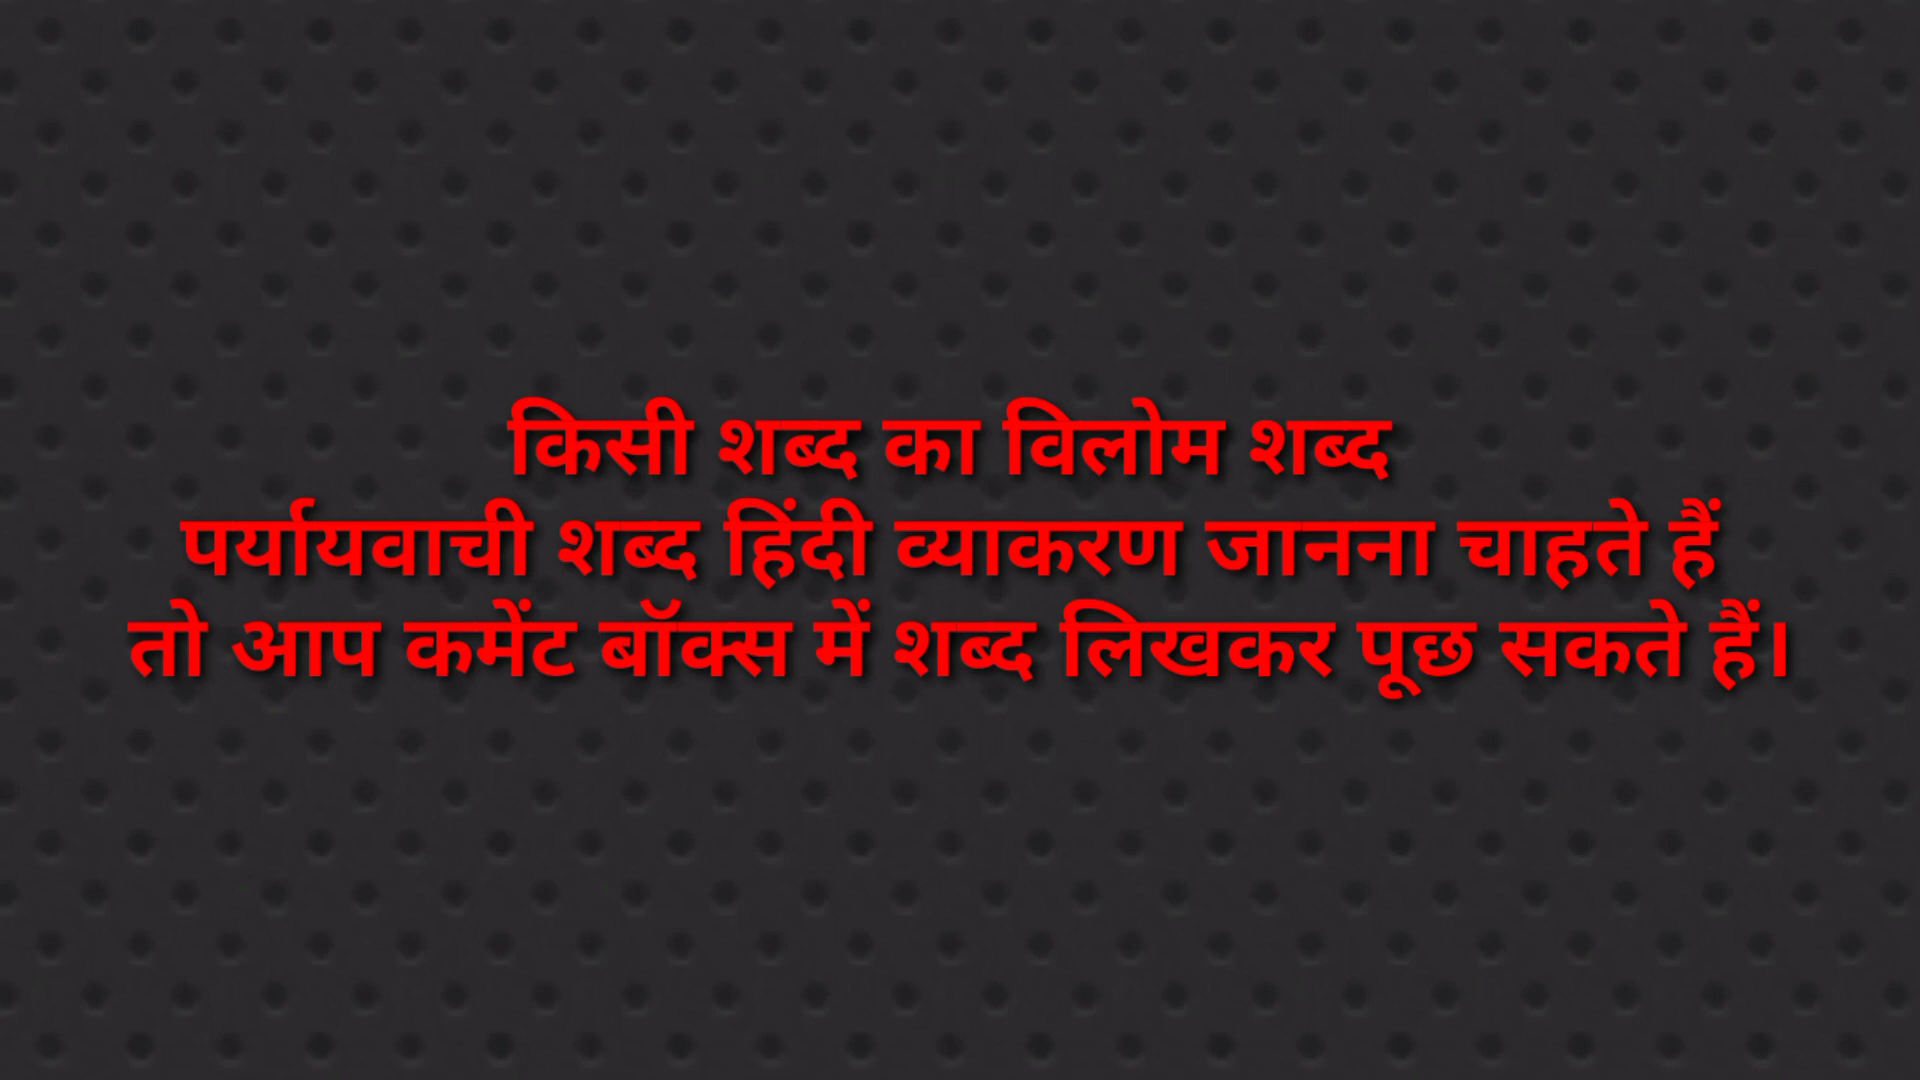 किसी शब्द का विलोम शब्द
पर्यायवाची शब्द हिंदी व्याकरण जानना चाहते हैं
तो आप कमेंट बॉक्स में शब्द लिखकर पूछ सकते हैं।